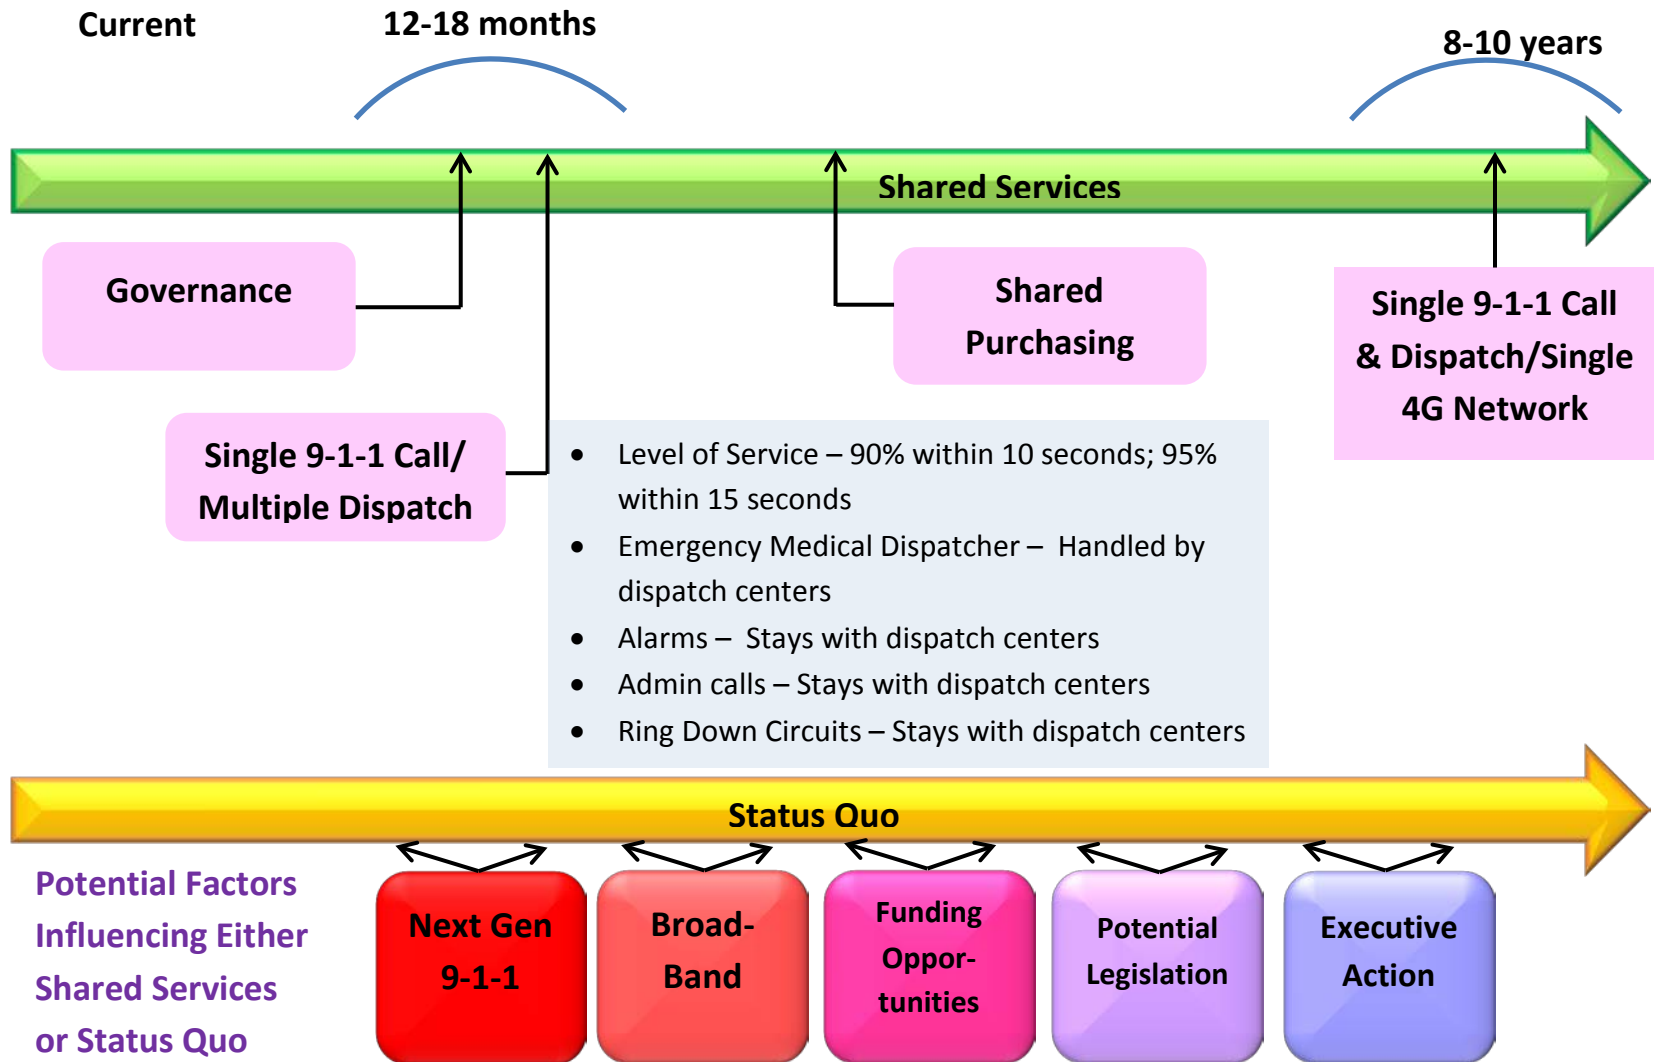 Current
12-18 months
8-10 years
Shared Services
Governance
Shared
Purchasing
Single 9-1-1 Call
& Dispatch/Single
4G Network
Single 9-1-1 Call/
Multiple Dispatch
• Level of Service – 90% within 10 seconds; 95%
within 15 seconds
• Emergency Medical Dispatcher – Handled by
dispatch centers
• Alarms – Stays with dispatch centers
• Admin calls – Stays with dispatch centers
• Ring Down Circuits – Stays with dispatch centers
Status Quo
Potential Factors
Influencing Either
Shared Services
or Status Quo
Next Gen
9-1-1
Broad-
Band
Funding
Oppor-
tunities
Potential
Legislation
Executive
Action